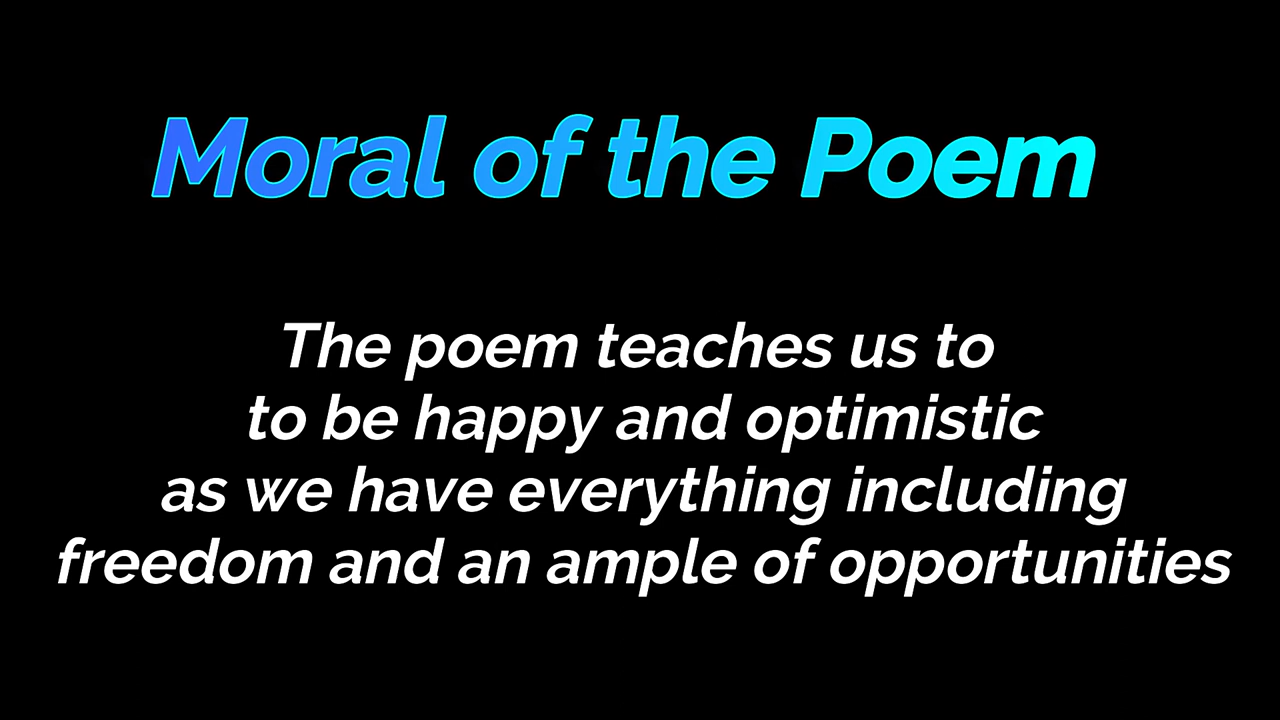 Moral of the Poem
The poem teaches us to
to be happy and optimistic
as we have everything including
freedom and an ample of opportunities